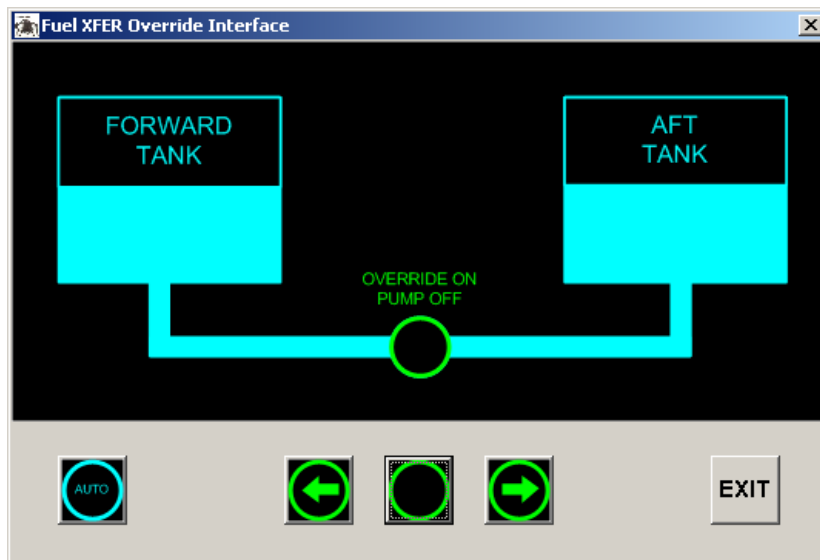 Fuel XFER Override Interface
FORWARD
TANK
AFT
TANK
OVERRIDE ON
PUMP OFF
AUTO
EXIT